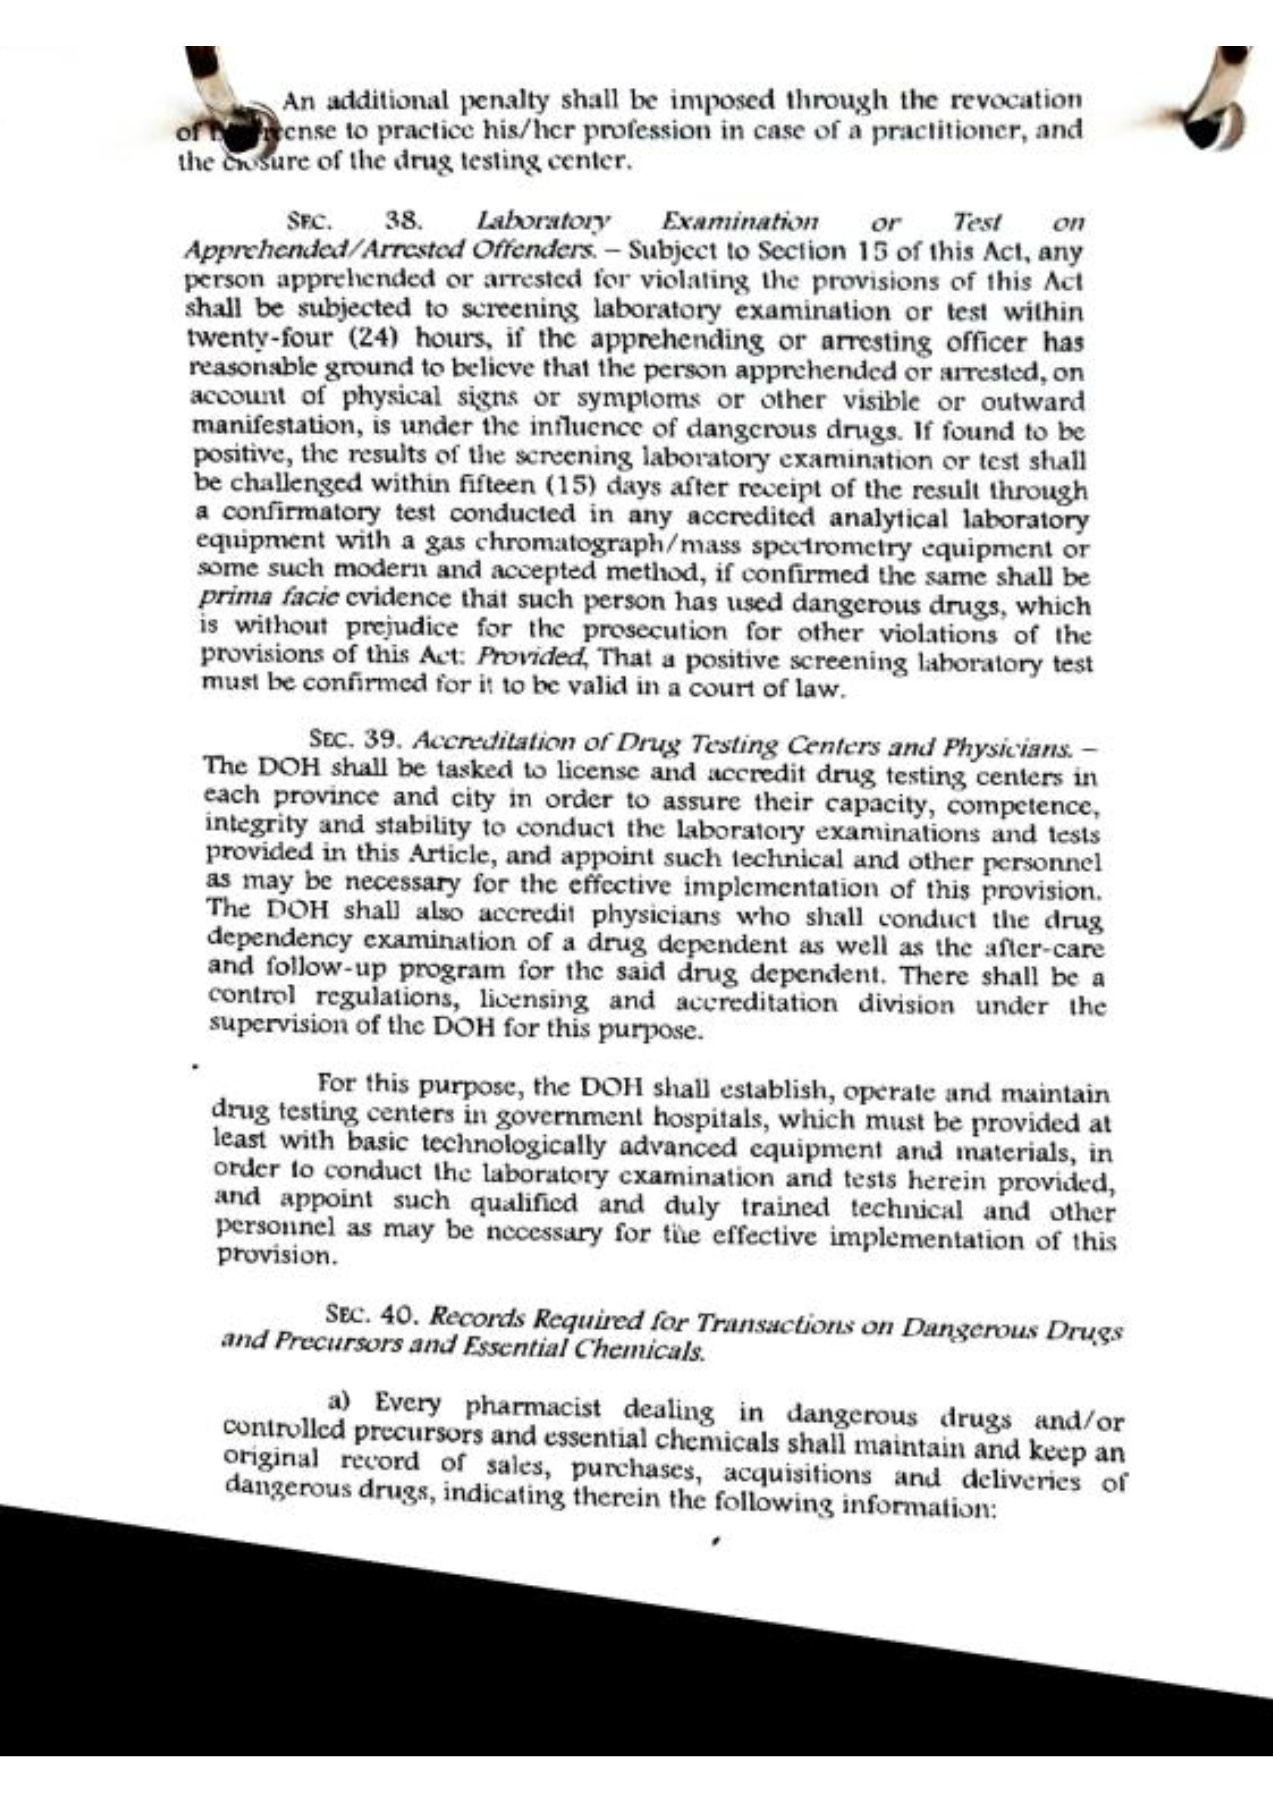 An additional penalty shall be imposed through the revocation
of ense to practice his/her profession in case of a practitioner, and
the closure of the drug testing center.
SEC. 38. Laboratory Examination or Test on
Apprehended/Arrested Offenders. – Subject to Section 15 of this Act, any
person apprehended or arrested for violating the provisions of this Act
shall be subjected to screening laboratory examination or test within
twenty-four (24) hours, if the apprehending or arresting officer has
reasonable ground to believe that the person apprehended or arrested, on
account of physical signs or symptoms or other visible or outward
manifestation, is under the influence of dangerous drugs. If found to be
positive, the results of the screening laboratory examination or test shall
be challenged within fifteen (15) days after receipt of the result through
a confirmatory test conducted in any accredited analytical laboratory
equipment with a gas chromatograph/mass spectrometry equipment or
some such modern and accepted method, if confirmed the same shall be
prima facie evidence that such person has used dangerous drugs, which
is without prejudice for the prosecution for other violations of the
provisions of this Act: Provided, That a positive screening laboratory test
must be confirmed for it to be valid in a court of law.
SEC. 39. Accreditation of Drug Testing Centers and Physicians. –
The DOH shall be tasked to license and accredit drug testing centers in
each province and city in order to assure their capacity, competence,
integrity and stability to conduct the laboratory examinations and tests
provided in this Article, and appoint such technical and other personnel
as may be necessary for the effective implementation of this provision.
The DOH shall also accredit physicians who shall conduct the drug
dependency examination of a drug dependent as well as the after-care
and follow-up program for the said drug dependent. There shall be a
control regulations, licensing and accreditation division under the
supervision of the DOH for this purpose.
For this purpose, the DOH shall establish, operate and maintain
drug testing centers in government hospitals, which must be provided at
least with basic technologically advanced equipment and materials, in
order to conduct the laboratory examination and tests herein provided,
and appoint such qualified and duly trained technical and other
personnel as may be necessary for the effective implementation of this
provision.
SEC. 40. Records Required for Transactions on Dangerous Drugs
and Precursors and Essential Chemicals.
a) Every pharmacist dealing in dangerous drugs and/or
controlled precursors and essential chemicals shall maintain and keep an
original record of sales, purchases, acquisitions and deliveries of
dangerous drugs, indicating therein the following information: